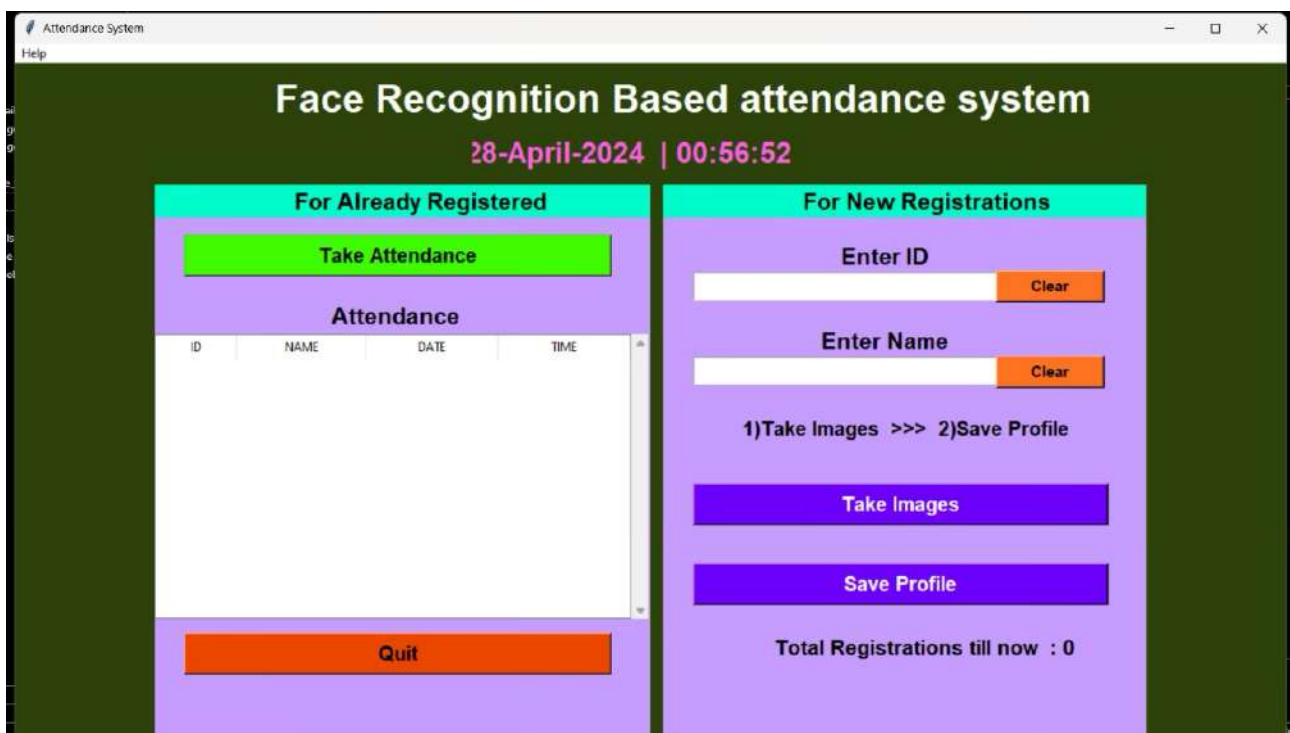 Attendance System
Help
Face Recognition Based attendance system
28-April-2024 | 00:56:52
For Already Registered
Take Attendance
Attendance
ID NAME DATE TIME
Quit
For New Registrations
Enter ID
Clear
Enter Name
Clear
1)Take Images >>> 2)Save Profile
Take Images
Save Profile
Total Registrations till now : 0